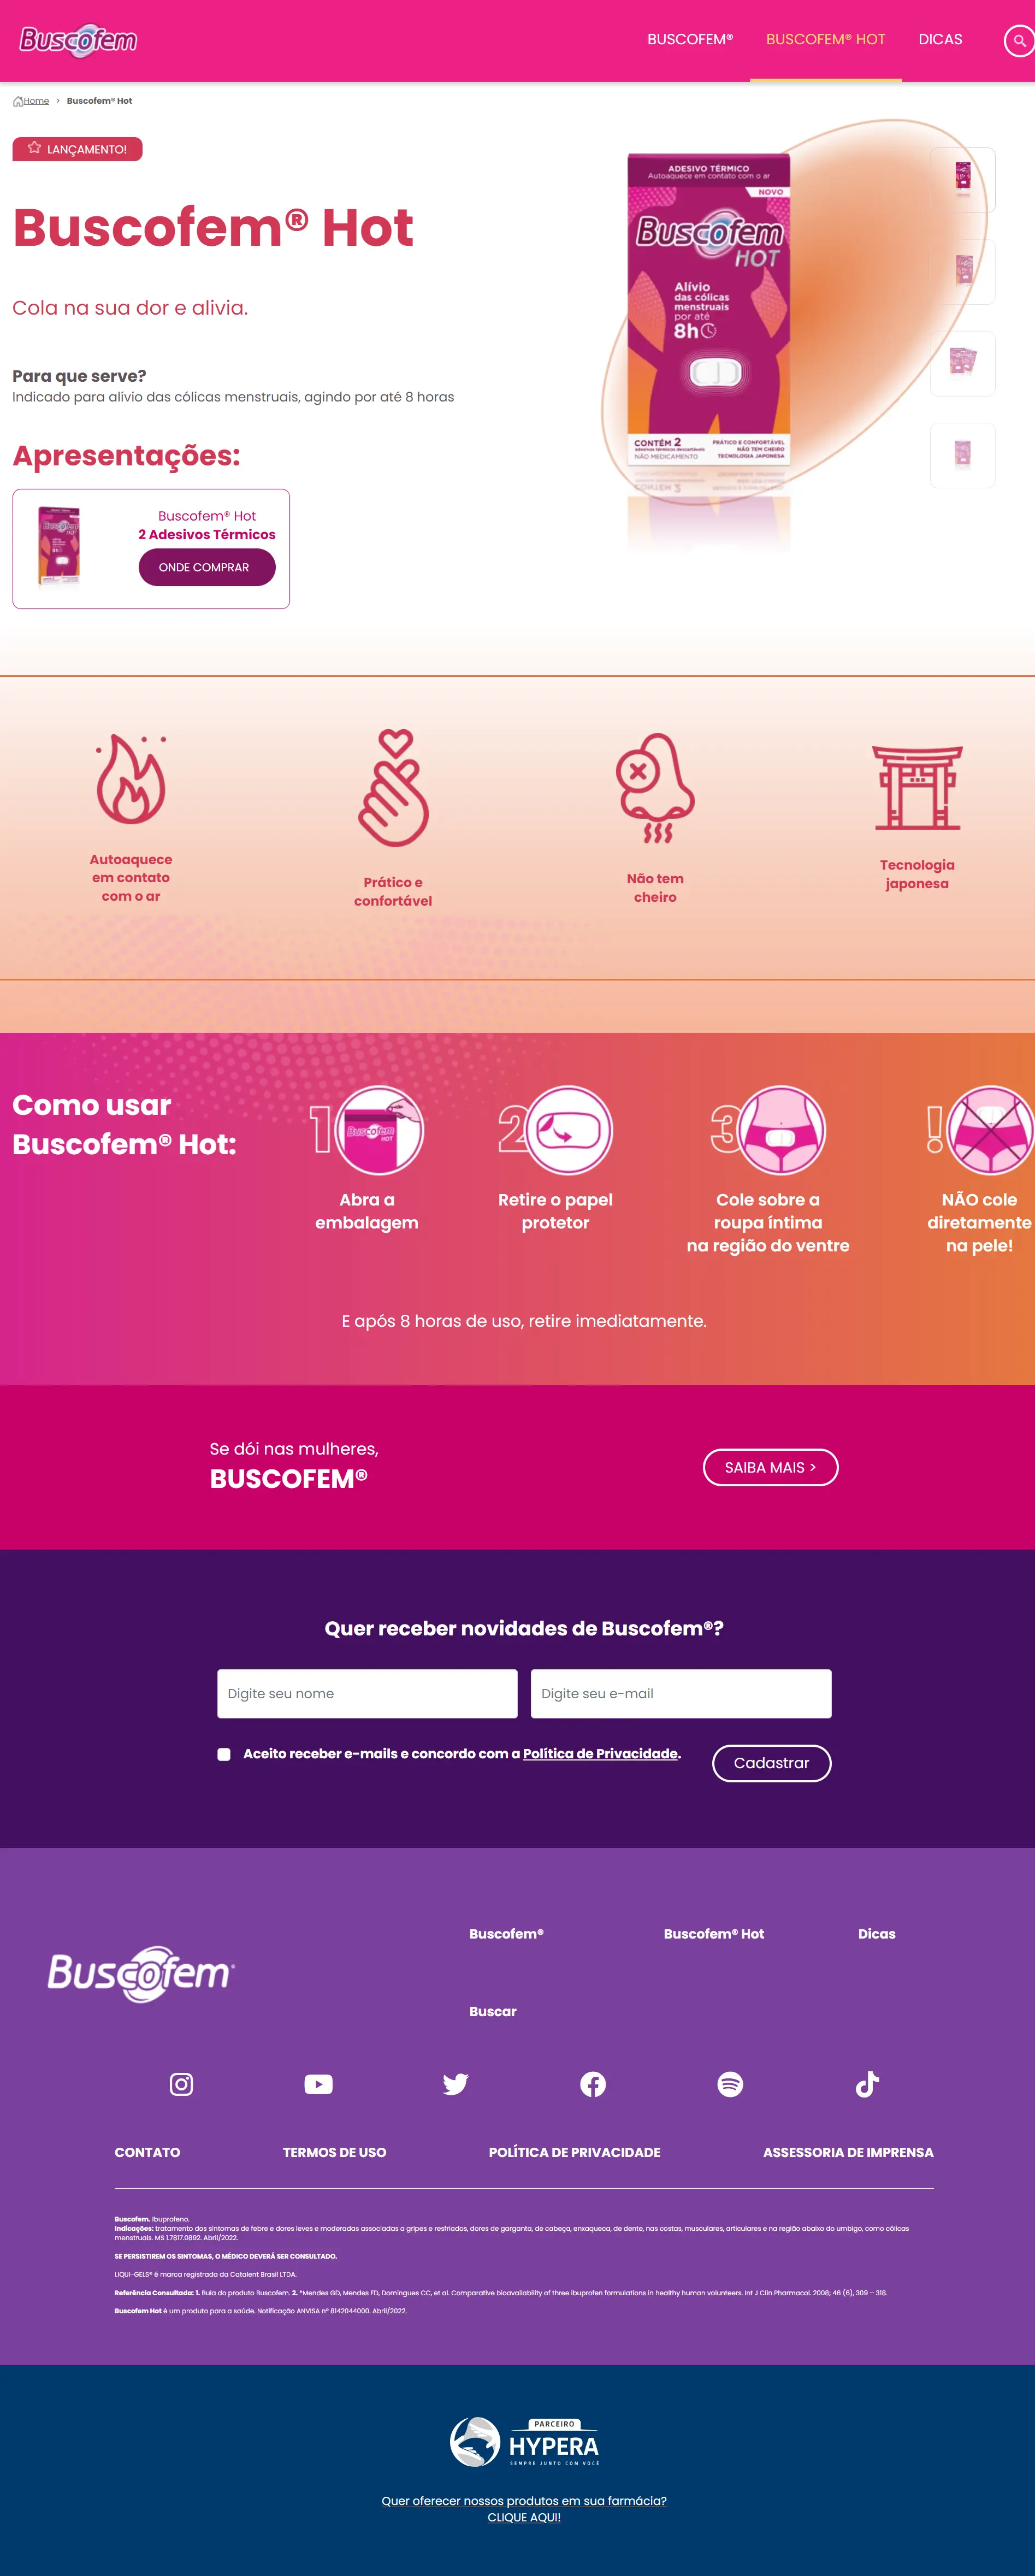 Buscofem
BUSCOFEM®
BUSCOFEM® HOT
DICAS
Home > Buscofem® Hot
LANÇAMENTO!
Buscofem® Hot
Cola na sua dor e alivia.
Para que serve?
Indicado para alívio das cólicas menstruais, agindo por até 8 horas
ADESIVO TÉRMICO
Autoaquece em contato com o ar
NOVO
Buscofem
HOT
Alívio
das cólicas
menstruais
por até
8h
CONTÉM 2
adesivos térmicos descartáveis
NÃO MEDICAMENTO
PRÁTICO E CONFORTÁVEL
NÃO TEM CHEIRO
TECNOLOGIA JAPONESA
Apresentações:
Buscofem® Hot
2 Adesivos Térmicos
ONDE COMPRAR
Autoaquece
em contato
com o ar
Prático e
confortável
Não tem
cheiro
Tecnologia
japonesa
Como usar
Buscofem® Hot:
1
Buscofem
HOT
Abra a
embalagem
2
Retire o papel
protetor
3
Cole sobre a
roupa íntima
na região do ventre
!
NÃO cole
diretamente
na pele!
E após 8 horas de uso, retire imediatamente.
Se dói nas mulheres,
BUSCOFEM®
SAIBA MAIS >
Quer receber novidades de Buscofem®?
Digite seu nome
Digite seu e-mail
Aceito receber e-mails e concordo com a Política de Privacidade.
Cadastrar
Buscofem
Buscofem®
Buscofem® Hot
Dicas
Buscar
CONTATO
TERMOS DE USO
POLÍTICA DE PRIVACIDADE
ASSESSORIA DE IMPRENSA
Buscofem. Ibuprofeno.
Indicações: tratamento dos sintomas de febre e dores leves e moderadas associadas a gripes e resfriados, dores de garganta, de cabeça, enxaqueca, de dente, nas costas, musculares, articulares e na região abaixo do umbigo, como cólicas
menstruais. MS 1.7817.0892. Abril/2022.
SE PERSISTIREM OS SINTOMAS, O MÉDICO DEVERÁ SER CONSULTADO.
LIQUI-GELS® é marca registrada da Catalent Brasil LTDA.
Referência Consultada: 1. Bula do produto Buscofem. 2. *Mendes GD, Mendes FD, Domingues CC, et al. Comparative bioavailability of three ibuprofen formulations in healthy human volunteers. Int J Clin Pharmacol. 2008; 46 (6), 309 – 318.
Buscofem Hot é um produto para a saúde. Notificação ANVISA nº 8142044000. Abril/2022.
PARCEIRO
HYPERA
SEMPRE JUNTO COM VOCÊ
Quer oferecer nossos produtos em sua farmácia?
CLIQUE AQUI!